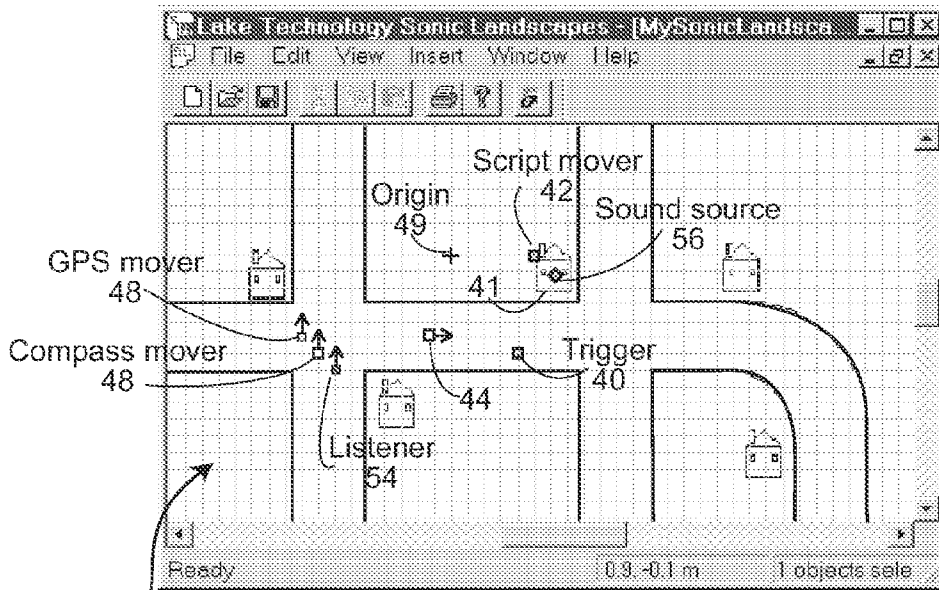 Lake Technology Sonic Landscapes - [MySonicLandsca
File Edit View Insert Window Help
Script mover
42
Origin
49
Sound source
56
GPS mover
48
41
Compass mover
48
Trigger
40
44
Listener
54
Ready
0.9, -0.1 m
1 objects sele